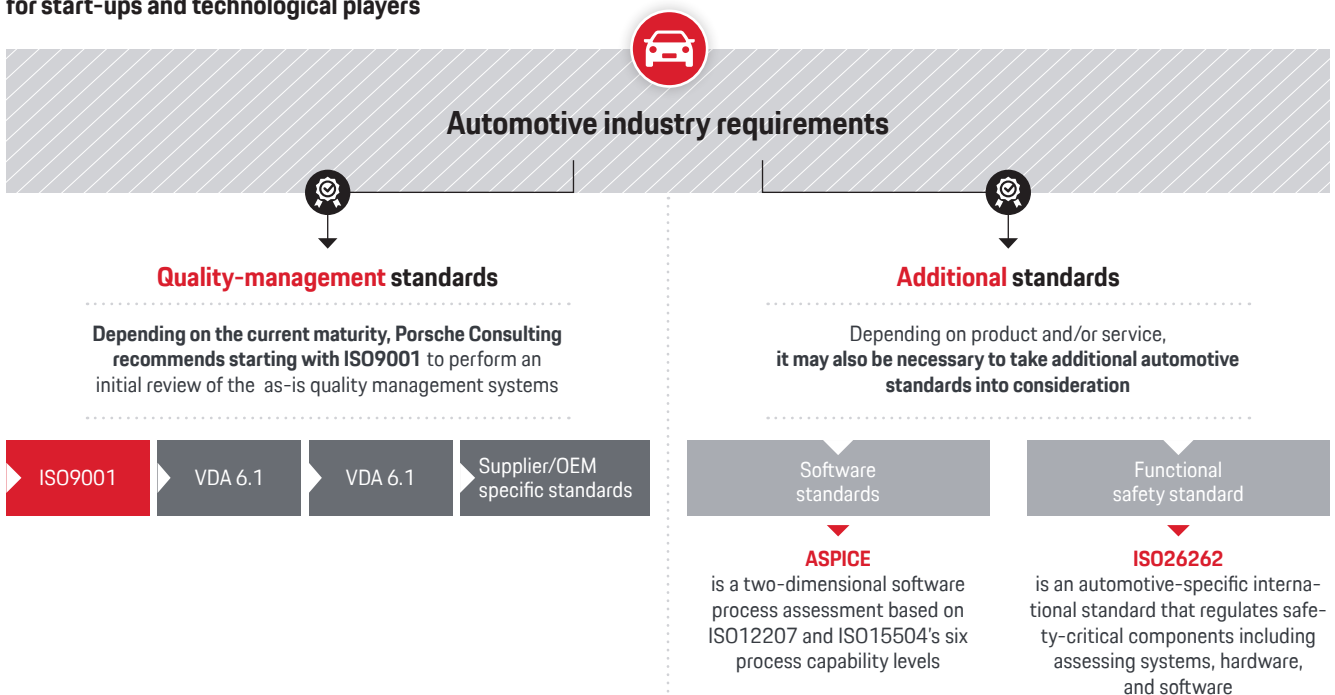 for start-ups and technological players
Automotive industry requirements
Quality-management standards
Depending on the current maturity, Porsche Consulting
recommends starting with ISO9001 to perform an
initial review of the as-is quality management systems
ISO9001
VDA 6.1
VDA 6.1
Supplier/OEM
specific standards
Additional standards
Depending on product and/or service,
it may also be necessary to take additional automotive
standards into consideration
Software
standards
ASPICE
is a two-dimensional software
process assessment based on
ISO12207 and ISO15504’s six
process capability levels
Functional
safety standard
ISO26262
is an automotive-specific interna-
tional standard that regulates safe-
ty-critical components including
assessing systems, hardware,
and software